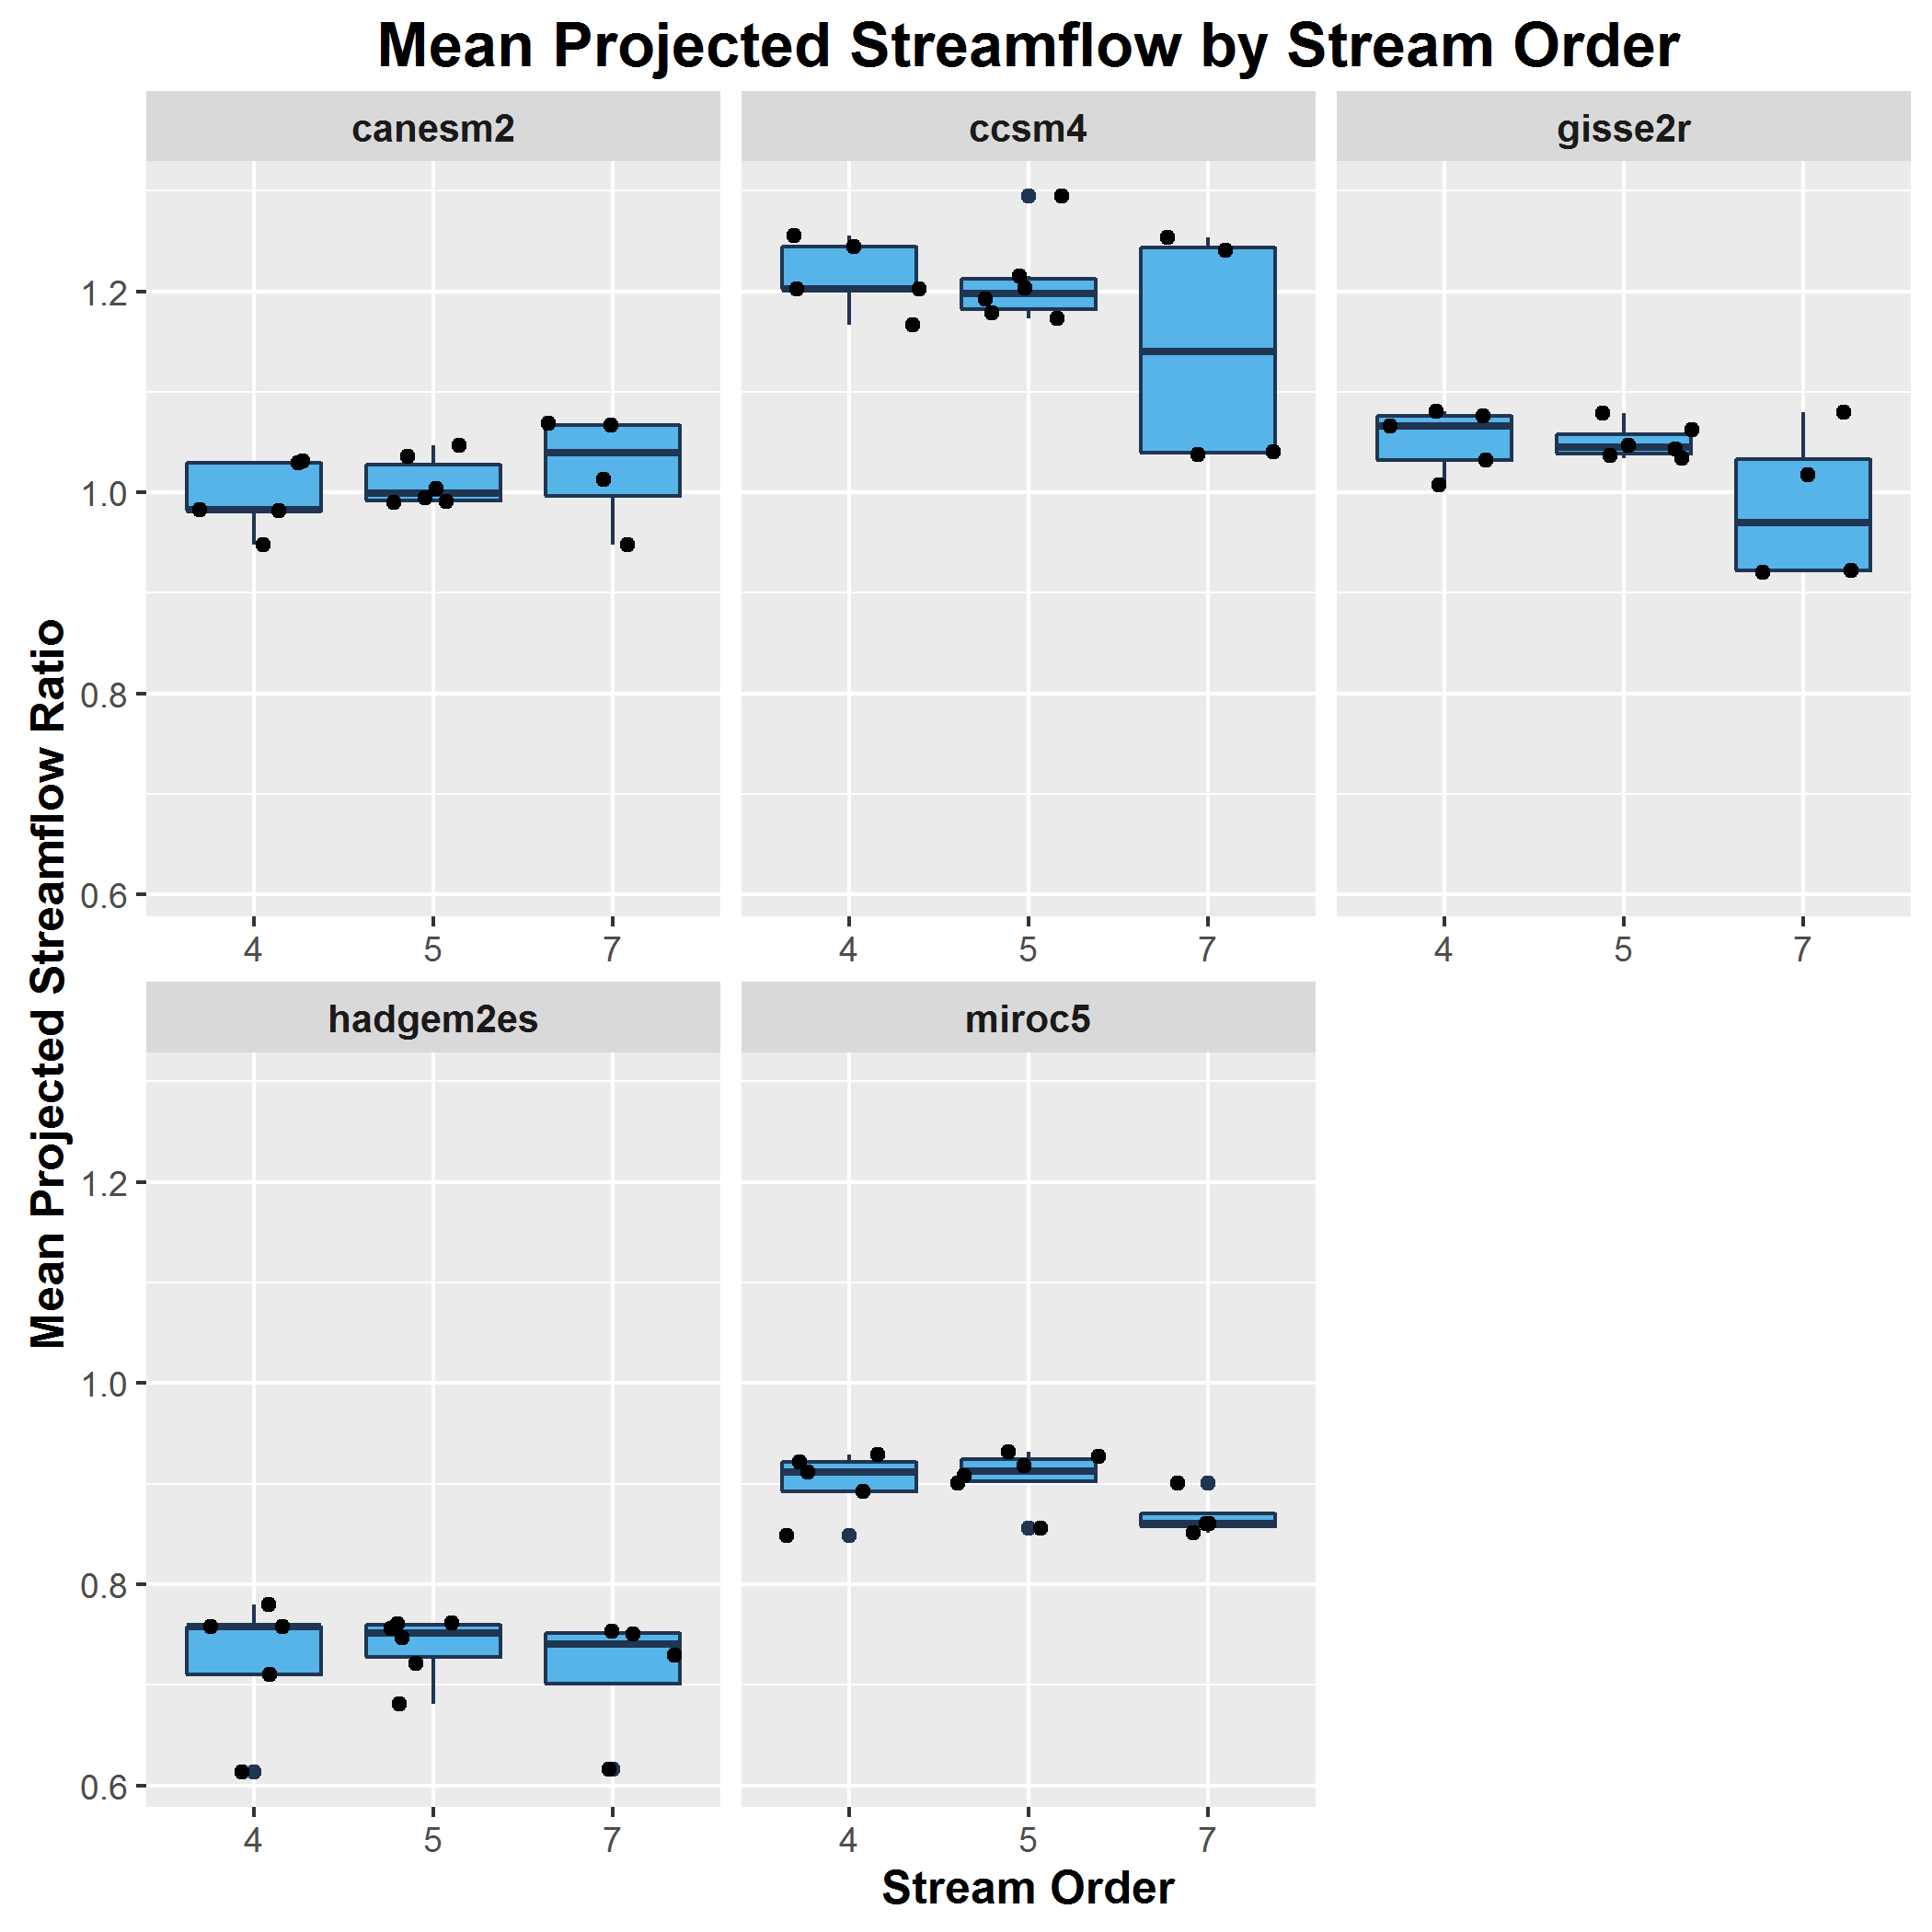 Mean Projected Streamflow by Stream Order
canesm2
ccsm4
gisse2r
Mean Projected Streamflow Ratio
1.2
1.0
0.8
0.6
4 5 7
4 5 7
4 5 7
hadgem2es
miroc5
1.2
1.0
0.8
0.6
4 5 7
4 5 7
Stream Order